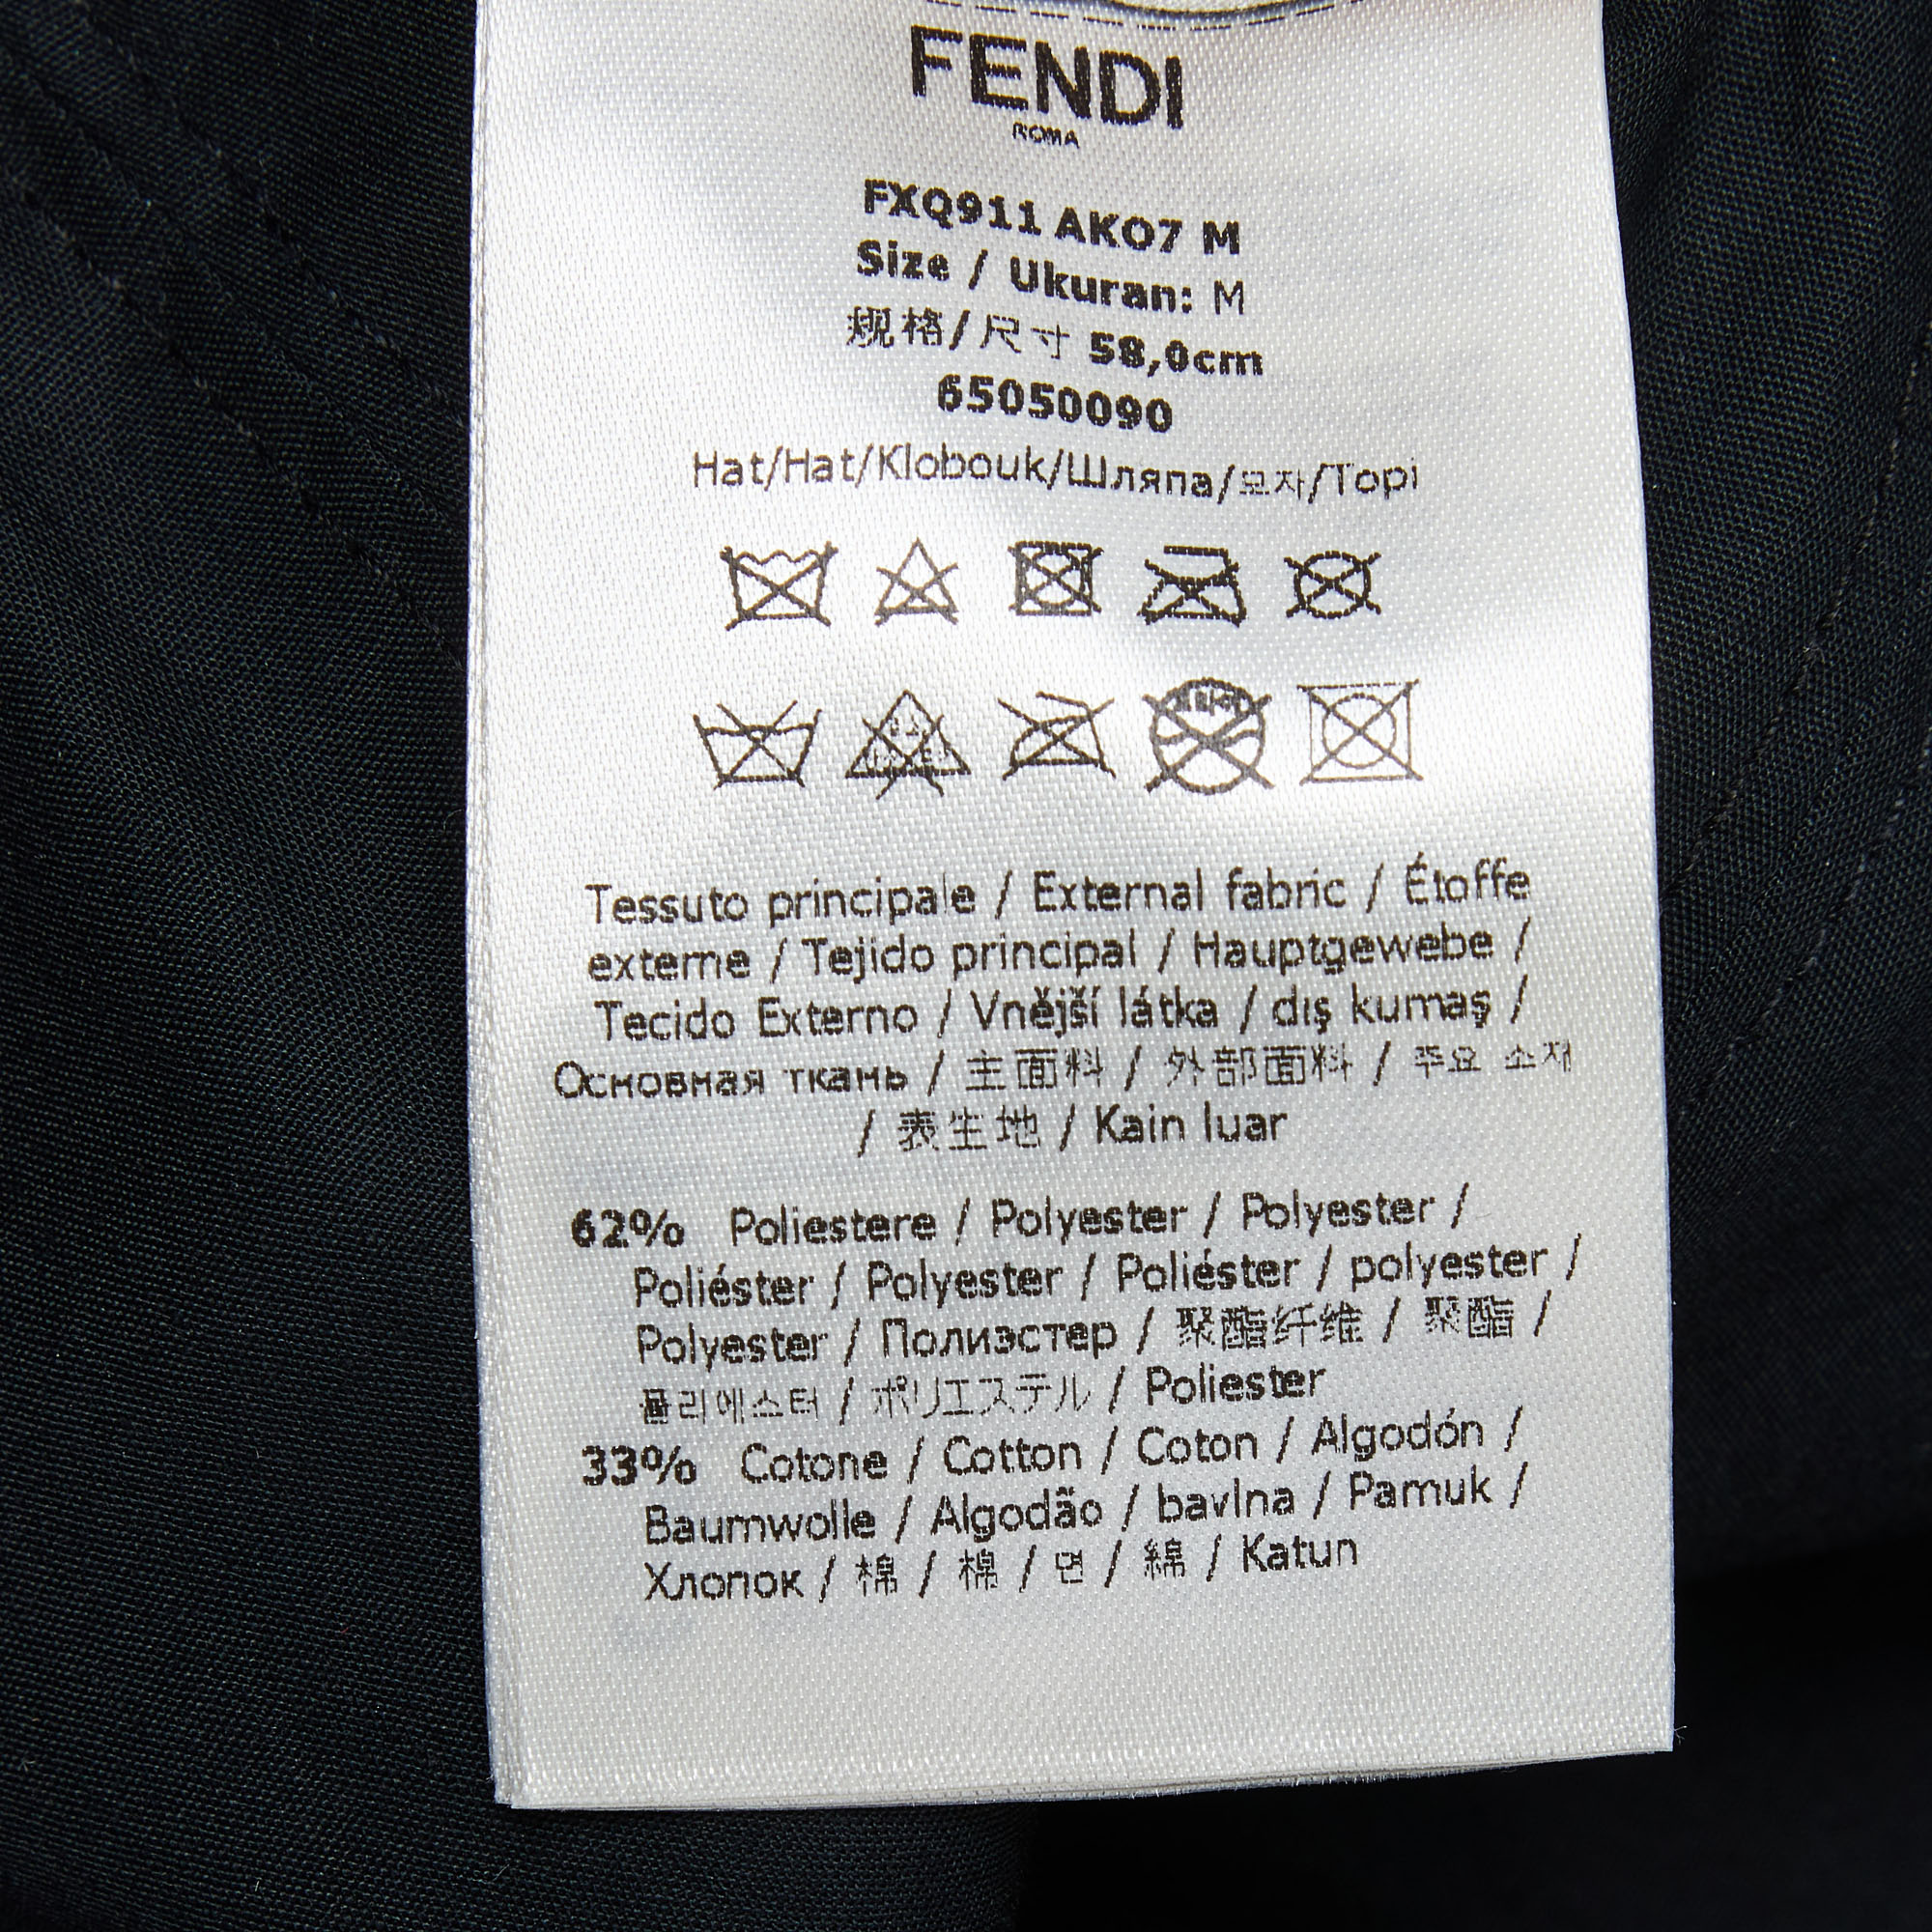 FENDI
ROMA
FXQ911 AKO7 M
Size / Ukuran: M
规格/尺寸 58,0cm
65050090
Hat/Hat/Klobouk/Шляпа/모자/Topi
Tessuto principale / External fabric / Étoffe
externe / Tejido principal / Hauptgewebe /
Tecido Externo / Vnější látka / dış kumaş /
Основная ткань / 主面料 / 外部面料 / 주요 소재
/ 表生地 / Kain luar
62% Poliestere / Polyester / Polyester /
Poliéster / Polyester / Poliéster / polyester /
Polyester / Полиэстер / 聚酯纤维 / 聚酯 /
폴리에스터 / ポリエステル / Poliester
33% Cotone / Cotton / Coton / Algodón /
Baumwolle / Algodão / bavlna / Pamuk /
Хлопок / 棉 / 棉 / 면 / 綿 / Katun